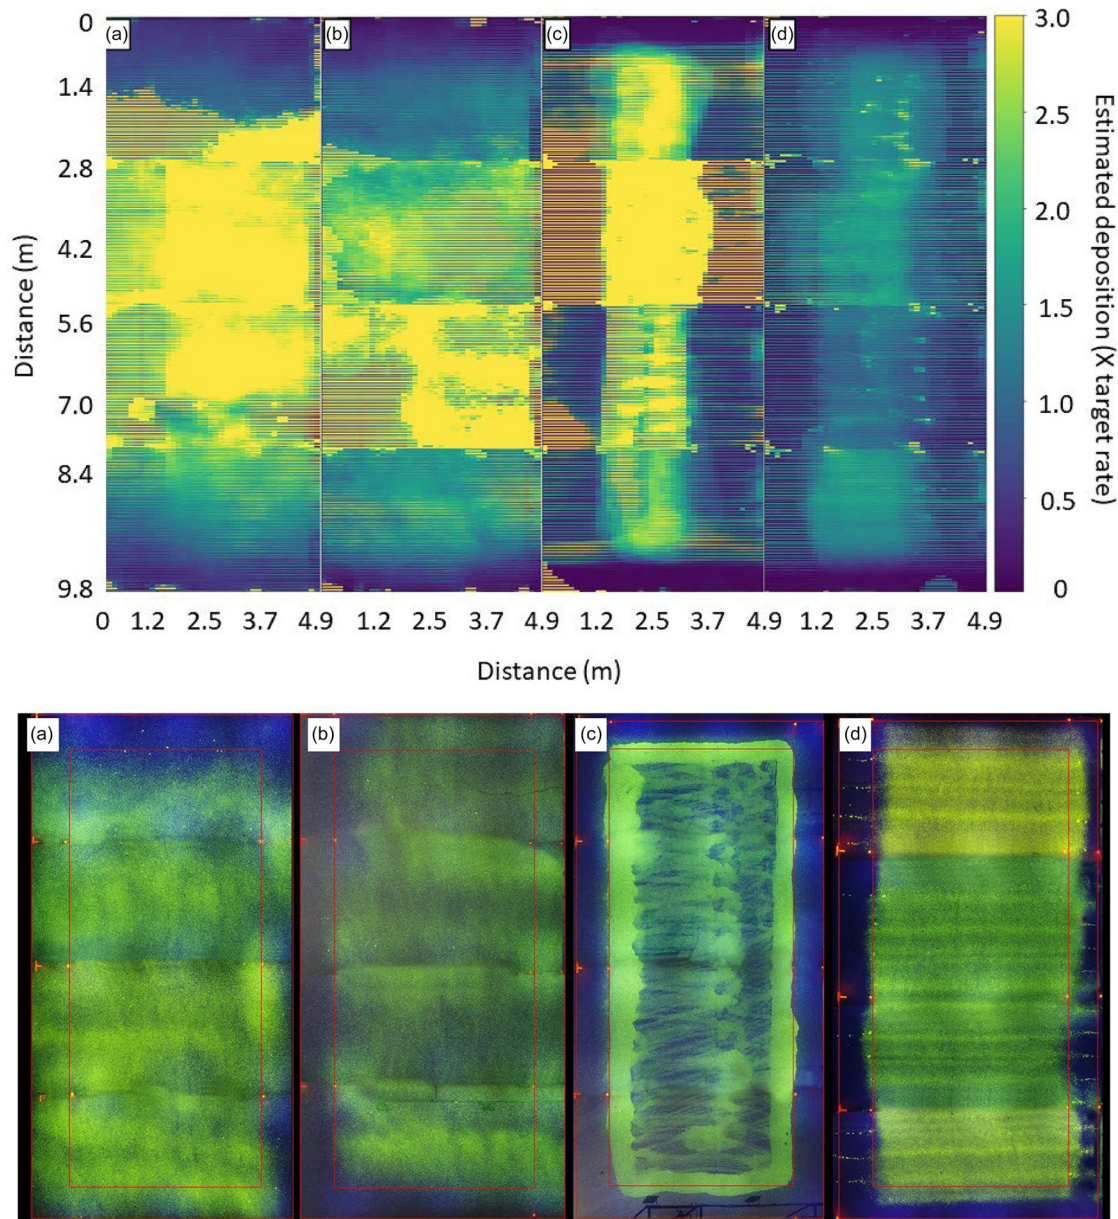 (a) (b) (c) (d)
0
1.4
2.8
4.2
5.6
7.0
8.4
9.8
Distance (m)
0 1.2 2.5 3.7 4.9 1.2 2.5 3.7 4.9 1.2 2.5 3.7 4.9 1.2 2.5 3.7 4.9
Distance (m)
3.0
2.5
2.0
1.5
1.0
0.5
0
Estimated deposition (X target rate)
(a) (b) (c) (d)